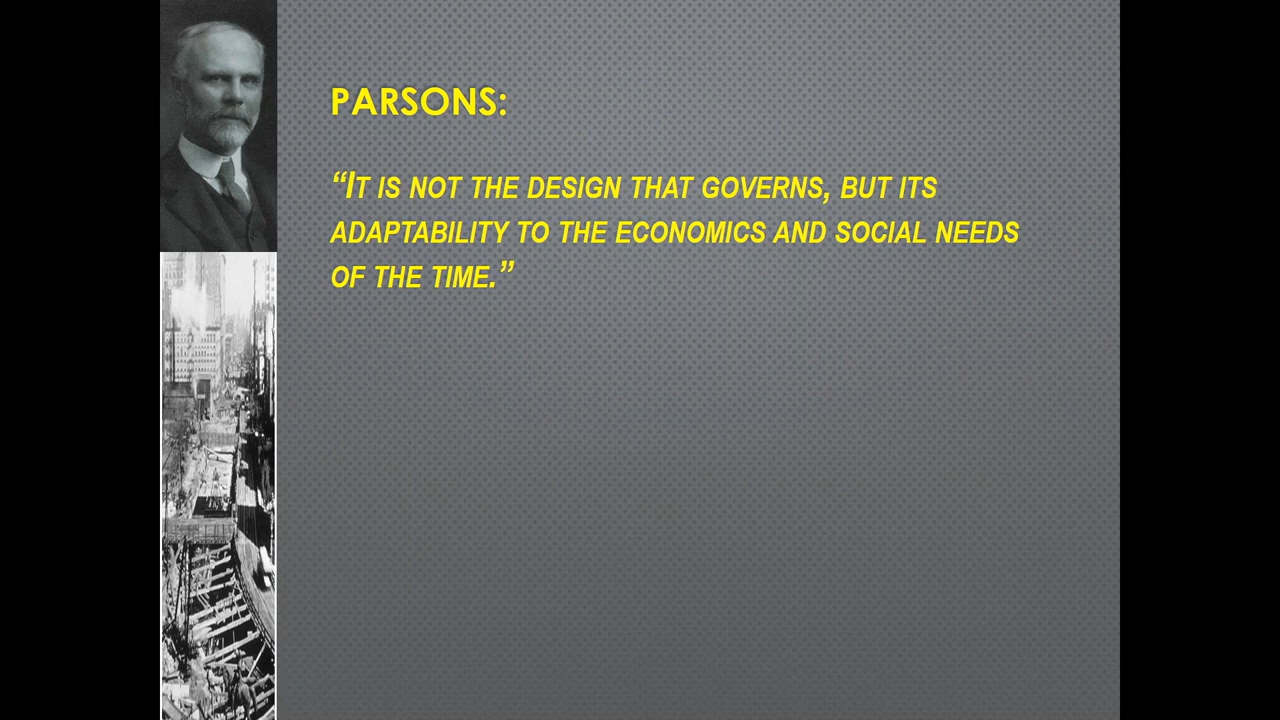 PARSONS:
“IT IS NOT THE DESIGN THAT GOVERNS, BUT ITS
ADAPTABILITY TO THE ECONOMICS AND SOCIAL NEEDS
OF THE TIME.”